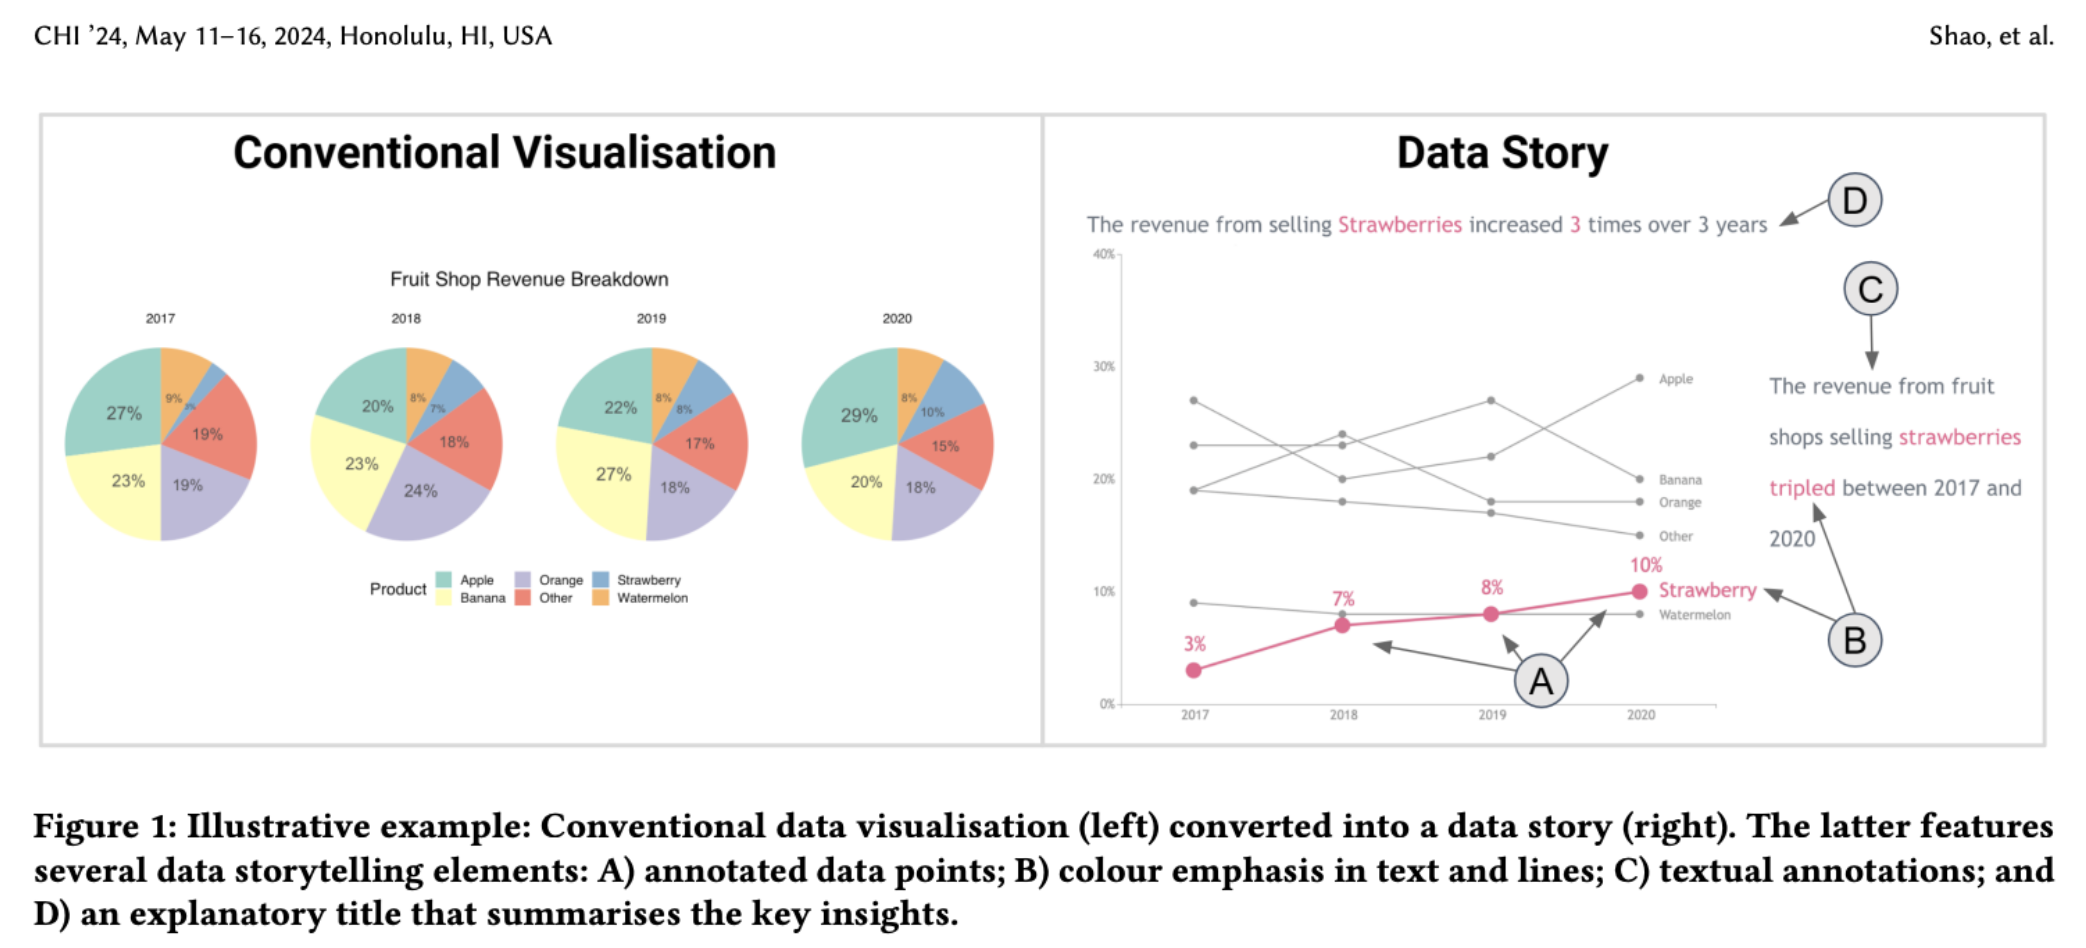 CHI ’24, May 11–16, 2024, Honolulu, HI, USA
Shao, et al.
Conventional Visualisation
Fruit Shop Revenue Breakdown
2017
2018
2019
2020
27%
9%
3%
19%
19%
23%
20%
8%
7%
18%
24%
23%
22%
8%
8%
17%
18%
27%
29%
8%
10%
15%
18%
20%
Product
Apple
Orange
Strawberry
Banana
Other
Watermelon
Data Story
The revenue from selling Strawberries increased 3 times over 3 years
D
C
40%
30%
20%
10%
0%
Apple
Banana
Orange
Other
10%
Strawberry
Watermelon
3%
7%
8%
2017
2018
2019
2020
The revenue from fruit
shops selling strawberries
tripled between 2017 and
2020
B
A
Figure 1: Illustrative example: Conventional data visualisation (left) converted into a data story (right). The latter features
several data storytelling elements: A) annotated data points; B) colour emphasis in text and lines; C) textual annotations; and
D) an explanatory title that summarises the key insights.